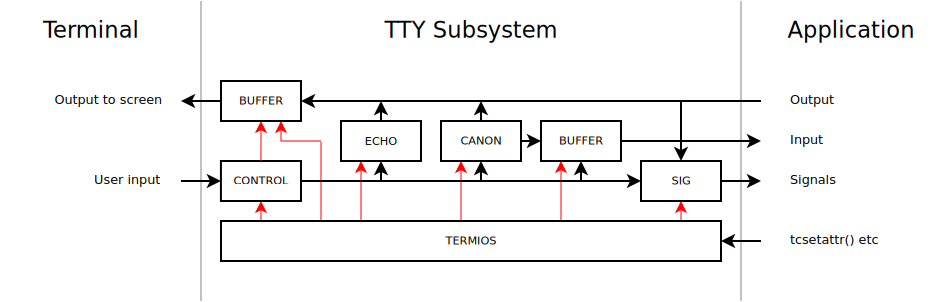 Terminal
TTY Subsystem
Application
Output to screen
BUFFER
Output
ECHO
CANON
BUFFER
Input
User input
CONTROL
SIG
Signals
TERMIOS
tcsetattr() etc